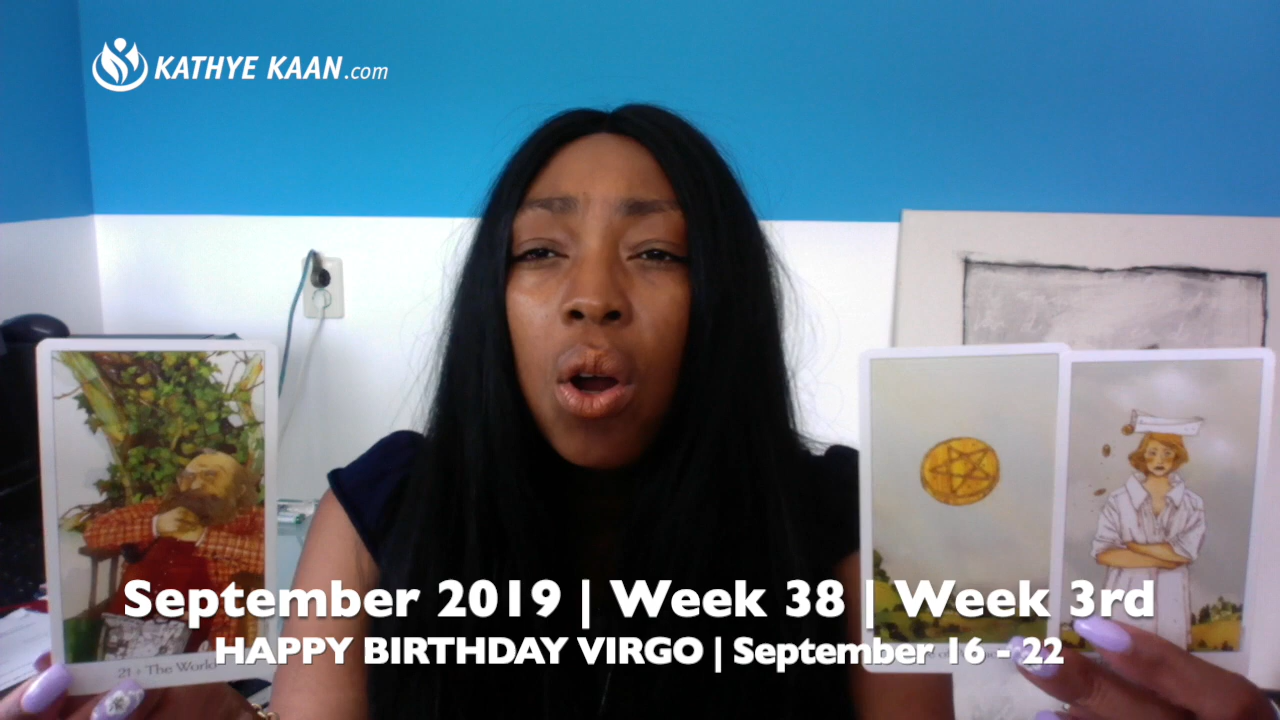 KATHYE KAAN.com
21 • The World
September 2019 | Week 38 | Week 3rd
HAPPY BIRTHDAY VIRGO | September 16 - 22